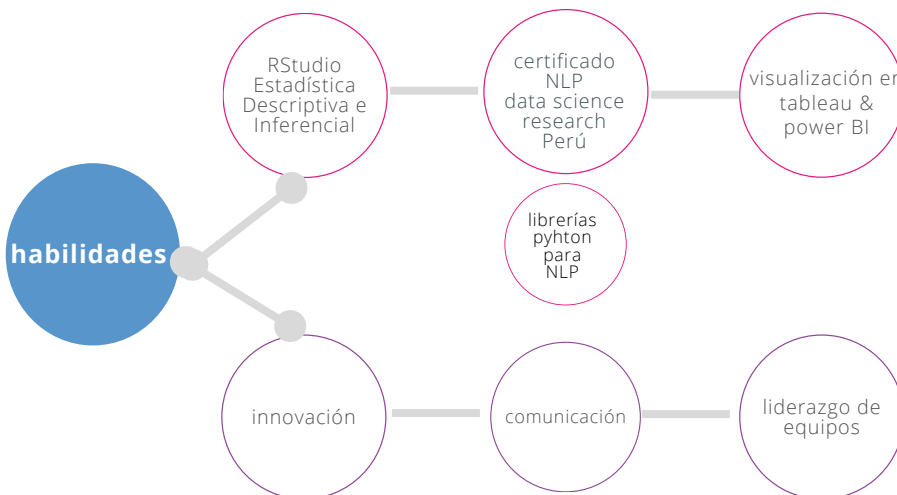 habilidades
RStudio
Estadística
Descriptiva e
Inferencial
certificado
NLP
data science
research
Perú
visualización en
tableau &
power BI
librerías
pyhton
para
NLP
innovación
comunicación
liderazgo de
equipos